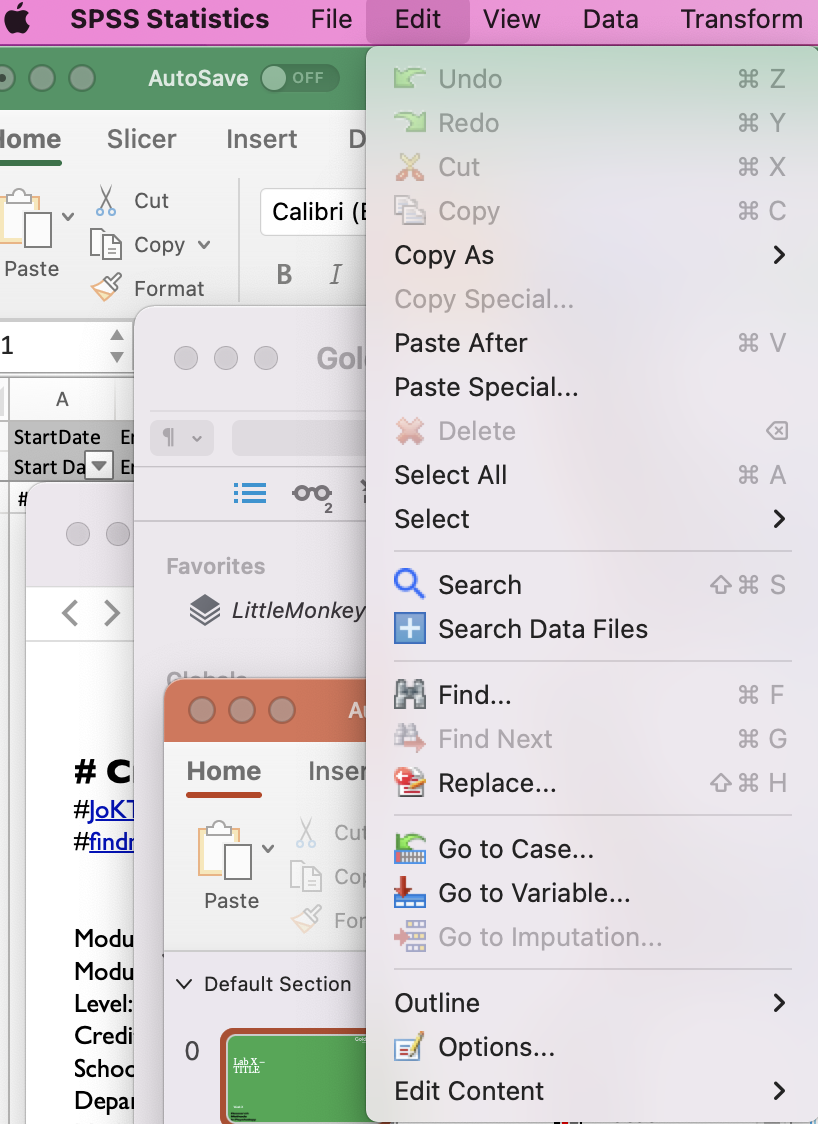 SPSS Statistics File Edit View Data Transform
AutoSave OFF
Home Slicer Insert D
Cut
Copy
Format
Paste
Calibri (B
B I
1
A
StartDate
Start Da
#
Gol
¶
2
Favorites
LittleMonkey
Globals
# C
#JoKT
#findr
Modu
Modu
Level:
Credi
Schoo
Depar
Au
Home Inser
Cut
Cop
For
Paste
Default Section
0
Lab X –
TITLE
Undo ⌘ Z
Redo ⌘ Y
Cut ⌘ X
Copy ⌘ C
Copy As
Copy Special...
Paste After ⌘ V
Paste Special...
Delete ⌫
Select All ⌘ A
Select
Search ⇧⌘ S
Search Data Files
Find... ⌘ F
Find Next ⌘ G
Replace... ⇧⌘ H
Go to Case...
Go to Variable...
Go to Imputation...
Outline
Options...
Edit Content